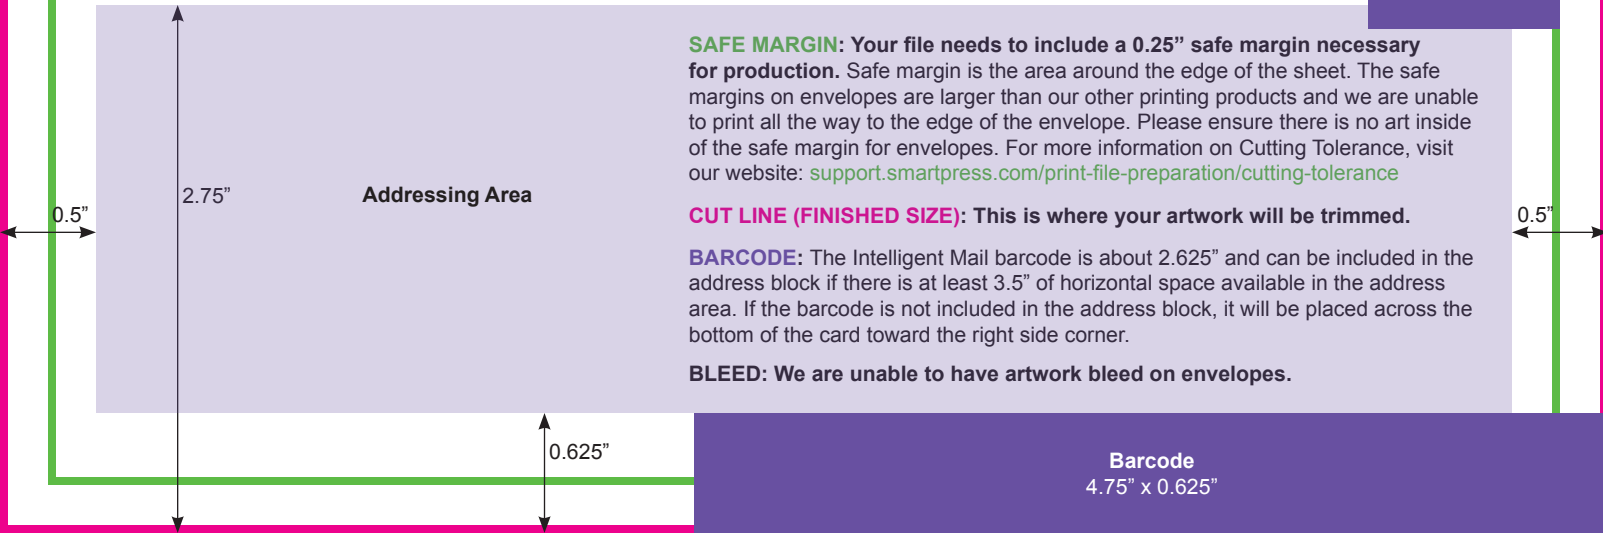 SAFE MARGIN: Your file needs to include a 0.25” safe margin necessary
for production. Safe margin is the area around the edge of the sheet. The safe
margins on envelopes are larger than our other printing products and we are unable
to print all the way to the edge of the envelope. Please ensure there is no art inside
of the safe margin for envelopes. For more information on Cutting Tolerance, visit
our website: support.smartpress.com/print-file-preparation/cutting-tolerance
2.75”
Addressing Area
0.5”
CUT LINE (FINISHED SIZE): This is where your artwork will be trimmed.
0.5”
BARCODE: The Intelligent Mail barcode is about 2.625” and can be included in the
address block if there is at least 3.5” of horizontal space available in the address
area. If the barcode is not included in the address block, it will be placed across the
bottom of the card toward the right side corner.
BLEED: We are unable to have artwork bleed on envelopes.
0.625”
Barcode
4.75” x 0.625”